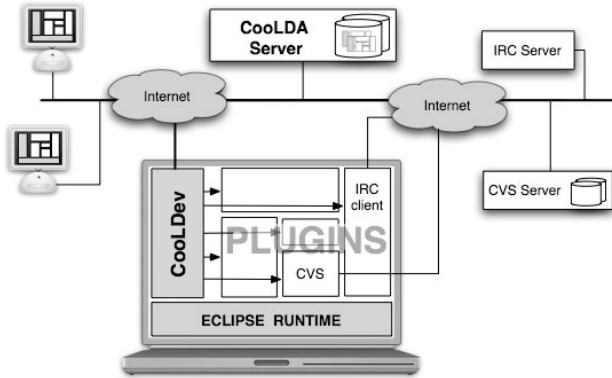 CooLDA
Server
IRC Server
Internet
Internet
CVS Server
CooLDev
IRC
client
PLUGINS
CVS
ECLIPSE RUNTIME